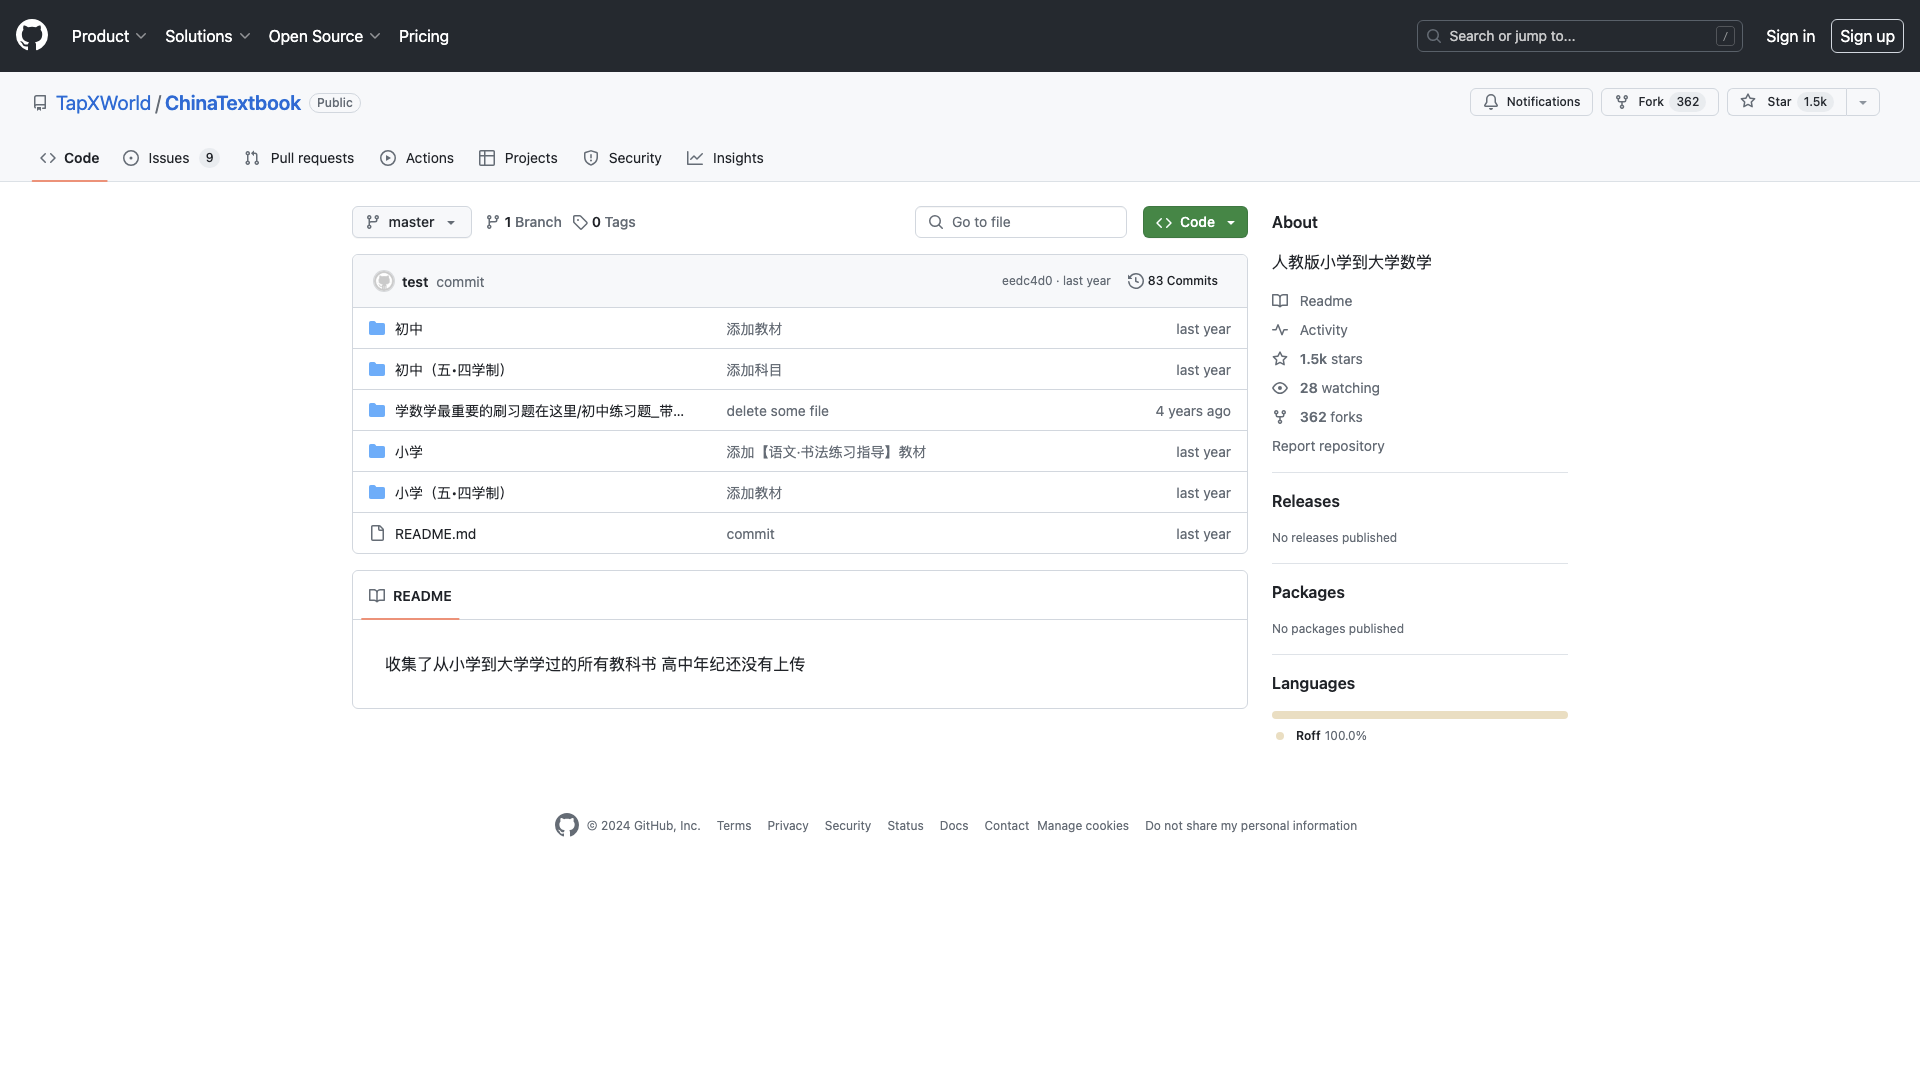 Product Solutions Open Source Pricing Search or jump to... / Sign in Sign up
TapXWorld / ChinaTextbook Public Notifications Fork 362 Star 1.5k
Code Issues 9 Pull requests Actions Projects Security Insights
master 1 Branch 0 Tags Go to file Code
test commit eedc4d0 · last year 83 Commits
初中 添加教材 last year
初中（五•四学制） 添加科目 last year
学数学最重要的刷习题在这里/初中练习题_带... delete some file 4 years ago
小学 添加【语文·书法练习指导】教材 last year
小学（五•四学制） 添加教材 last year
README.md commit last year
README
收集了从小学到大学学过的所有教科书 高中年纪还没有上传
About
人教版小学到大学数学
Readme
Activity
1.5k stars
28 watching
362 forks
Report repository
Releases
No releases published
Packages
No packages published
Languages
Roff 100.0%
© 2024 GitHub, Inc. Terms Privacy Security Status Docs Contact Manage cookies Do not share my personal information